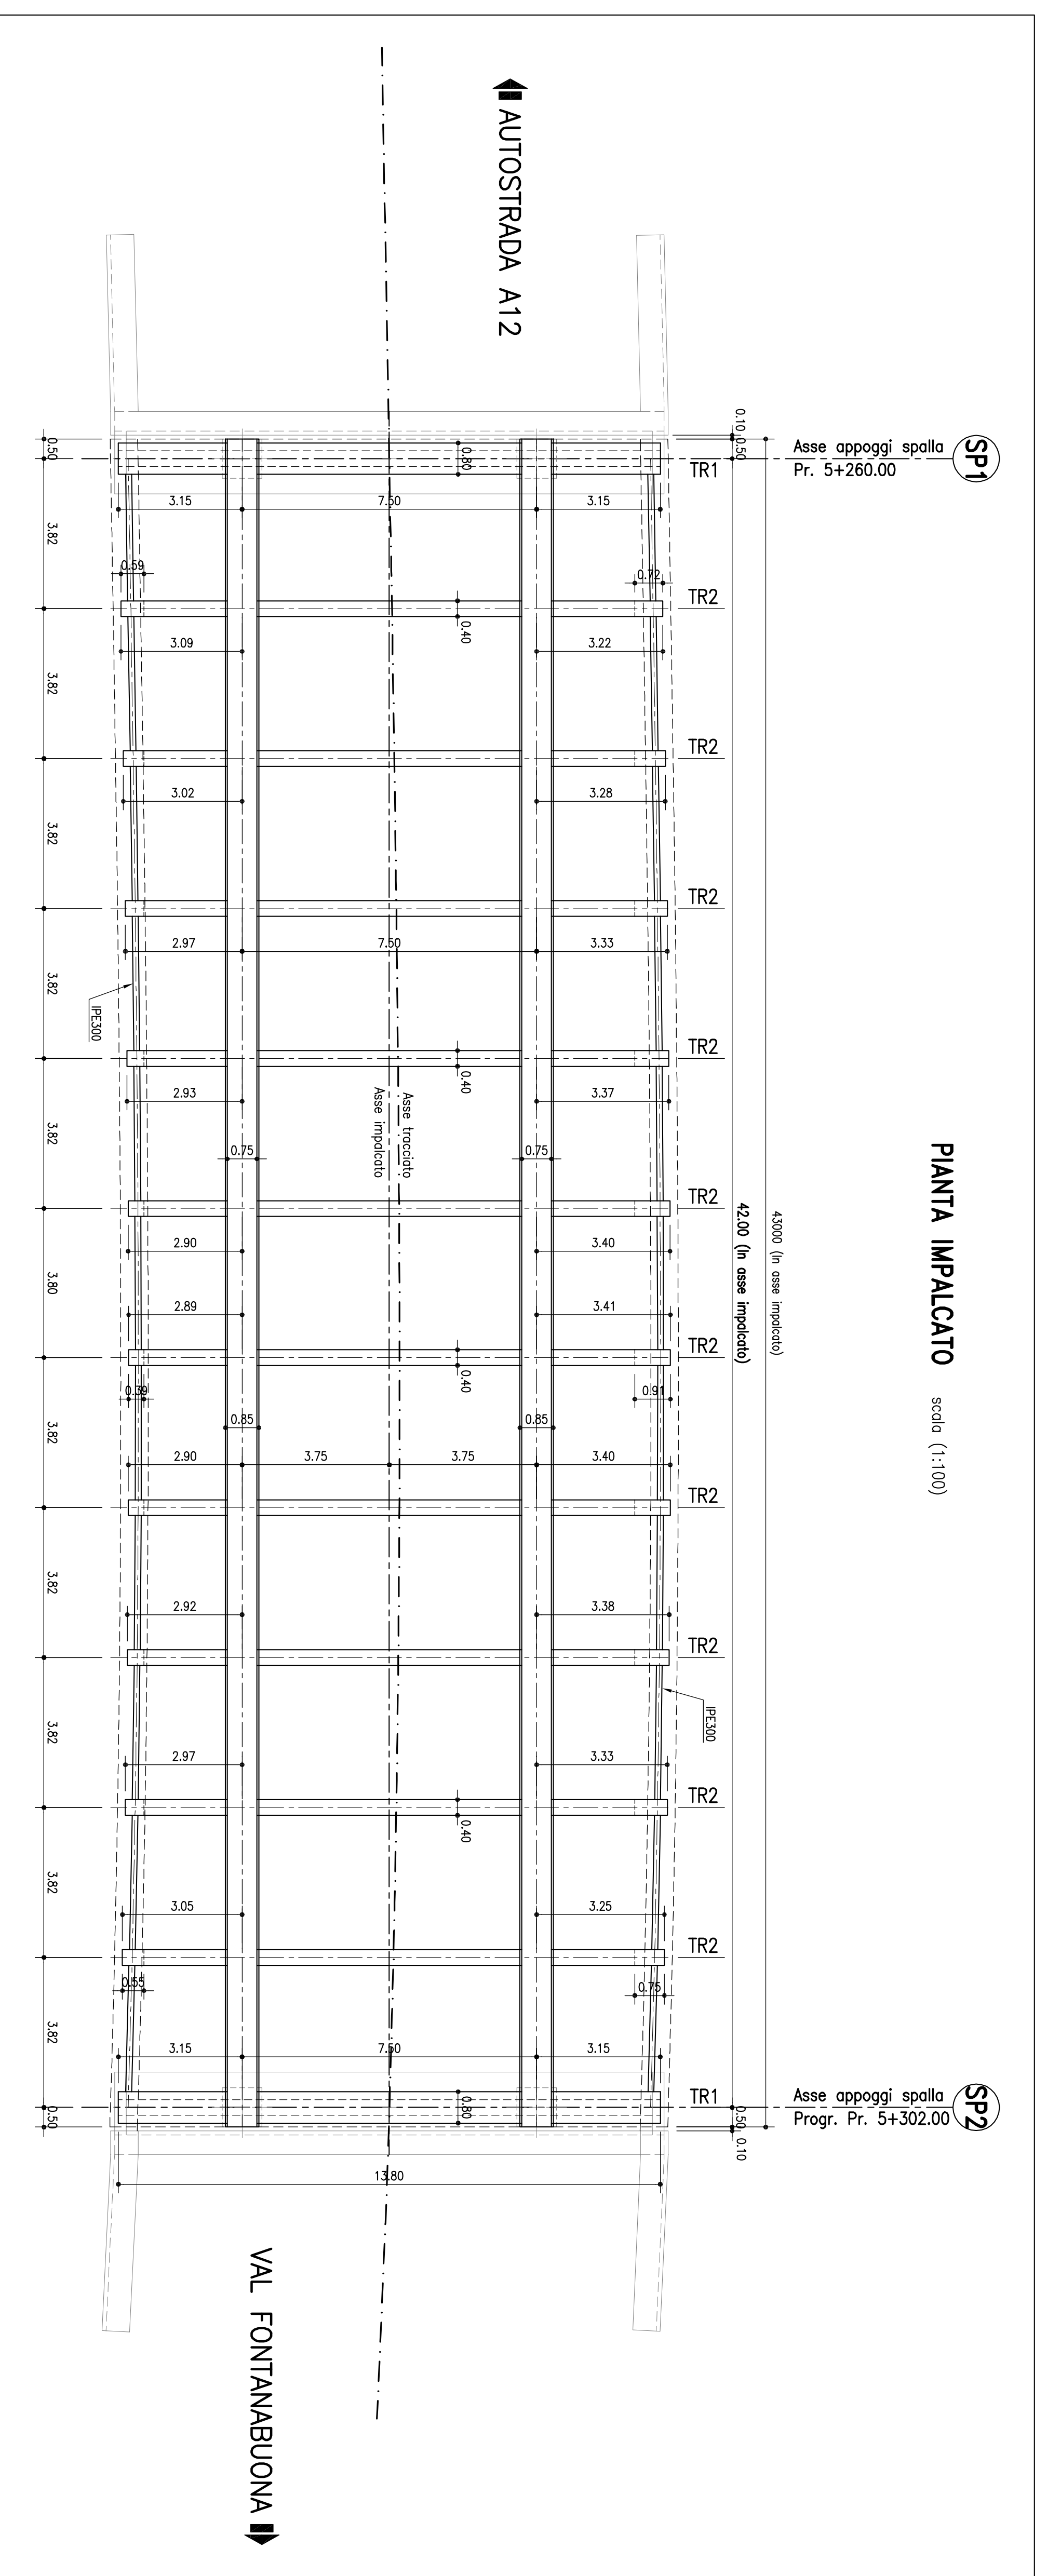 AUTOSTRADA A12
SP1
Asse appoggi spalla
Pr. 5+260.00
PIANTA IMPALCATO scala (1:100)
43000 (In asse impalcato)
42.00 (In asse impalcato)
0.10
0.50
0.50
TR1
0.80
3.15
7.50
3.15
3.82
0.59
0.72
TR2
0.40
3.09
3.22
3.82
TR2
3.02
3.28
3.82
TR2
2.97
7.50
3.33
3.82
IPE300
TR2
0.40
2.93
3.37
Asse tracciato
Asse impalcato
3.82
0.75
0.75
TR2
2.90
3.40
3.80
2.89
3.41
TR2
0.40
0.39
0.91
0.85
0.85
3.82
2.90
3.75
3.75
3.40
TR2
3.82
2.92
3.38
TR2
IPE300
3.82
2.97
3.33
TR2
0.40
3.82
3.05
3.25
TR2
0.55
0.75
3.82
3.15
7.50
3.15
TR1
0.80
0.50
0.50
0.10
SP2
Asse appoggi spalla
Progr. Pr. 5+302.00
13.80
VAL FONTANABUONA